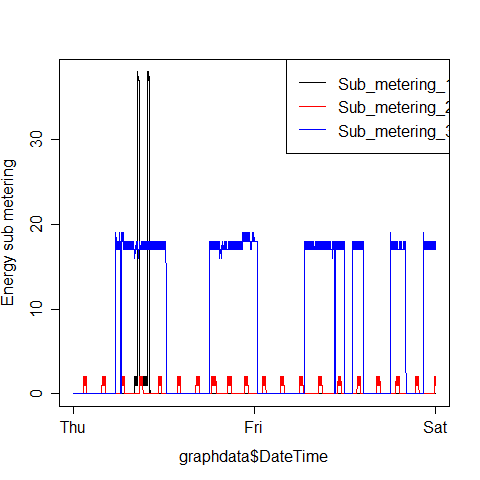 Sub_metering_1
Sub_metering_2
Sub_metering_3
Energy sub metering
30
20
10
0
Thu
Fri
Sat
graphdata$DateTime